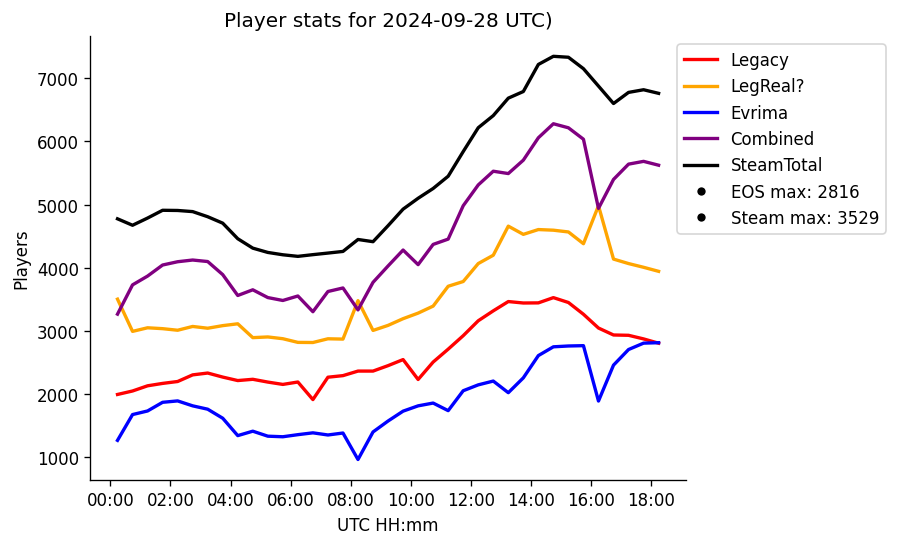 Player stats for 2024-09-28 UTC)
Legacy
LegReal?
Evrima
Combined
SteamTotal
EOS max: 2816
Steam max: 3529
Players
7000
6000
5000
4000
3000
2000
1000
00:00 02:00 04:00 06:00 08:00 10:00 12:00 14:00 16:00 18:00
UTC HH:mm